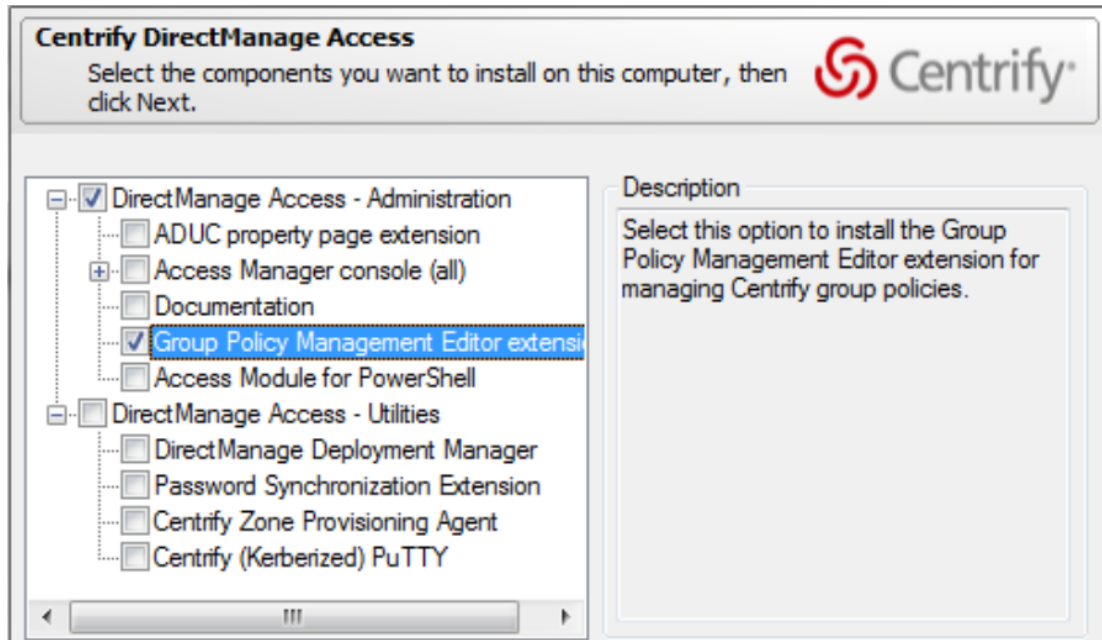 Centrify DirectManage Access
Select the components you want to install on this computer, then
click Next.
Centrify
DirectManage Access - Administration
ADUC property page extension
Access Manager console (all)
Documentation
Group Policy Management Editor extensi
Access Module for PowerShell
DirectManage Access - Utilities
DirectManage Deployment Manager
Password Synchronization Extension
Centrify Zone Provisioning Agent
Centrify (Kerberized) PuTTY
Description
Select this option to install the Group
Policy Management Editor extension for
managing Centrify group policies.